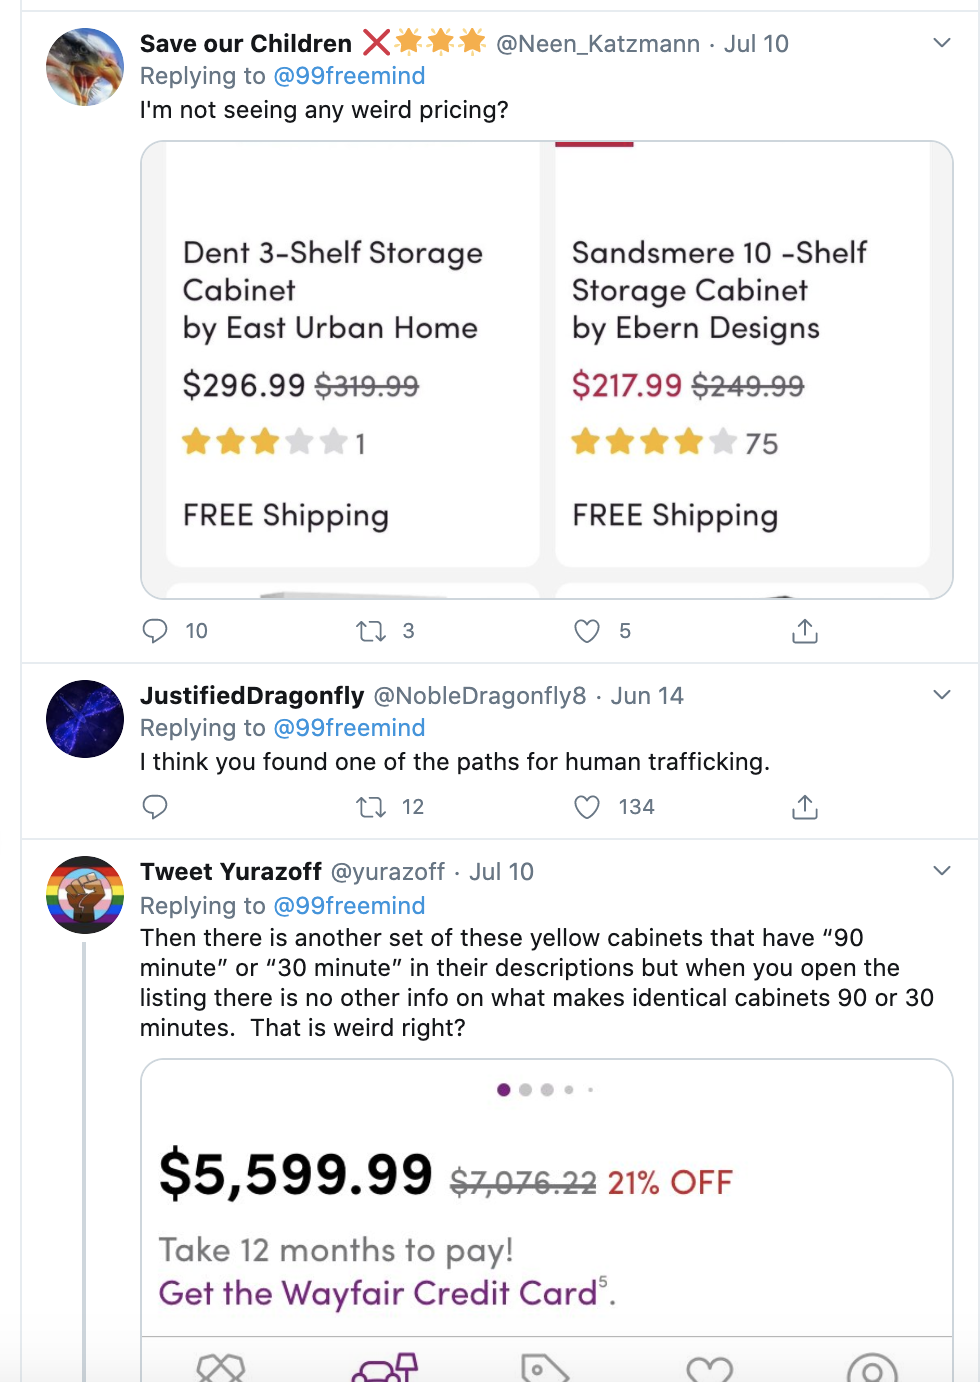 Save our Children ❌🌟🌟🌟 @Neen_Katzmann · Jul 10
Replying to @99freemind
I'm not seeing any weird pricing?
Dent 3-Shelf Storage
Cabinet
by East Urban Home
$296.99 $319.99
1
FREE Shipping
Sandsmere 10 -Shelf
Storage Cabinet
by Ebern Designs
$217.99 $249.99
75
FREE Shipping
10 3 5
JustifiedDragonfly @NobleDragonfly8 · Jun 14
Replying to @99freemind
I think you found one of the paths for human trafficking.
12 134
Tweet Yurazoff @yurazoff · Jul 10
Replying to @99freemind
Then there is another set of these yellow cabinets that have “90
minute” or “30 minute” in their descriptions but when you open the
listing there is no other info on what makes identical cabinets 90 or 30
minutes. That is weird right?
$5,599.99 $7,076.22 21% OFF
Take 12 months to pay!
Get the Wayfair Credit Card⁵.